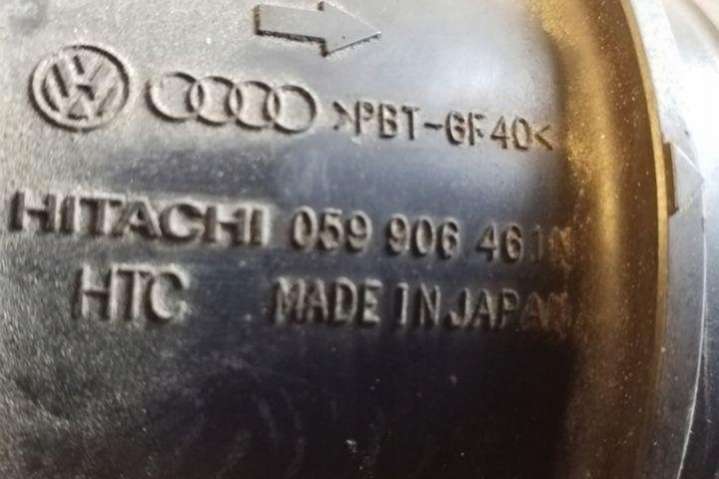 >PBT-GF40<
HITACHI 059 906 461
HTC MADE IN JAPAN